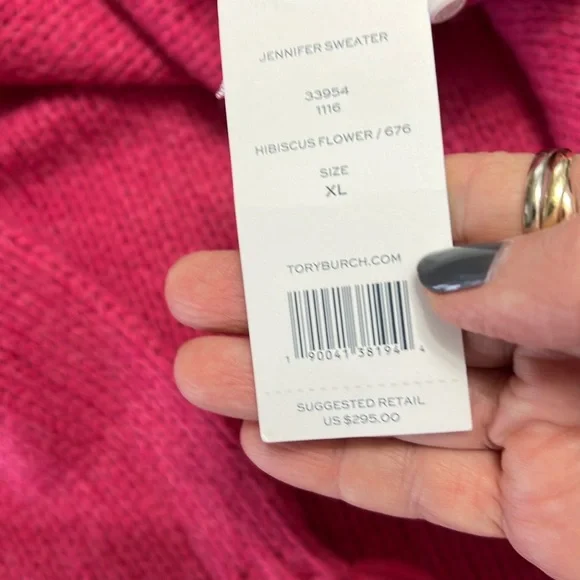 JENNIFER SWEATER
33954
1116
HIBISCUS FLOWER / 676
SIZE
XL
TORYBURCH.COM
1 90041 38194 4
SUGGESTED RETAIL
US $295.00